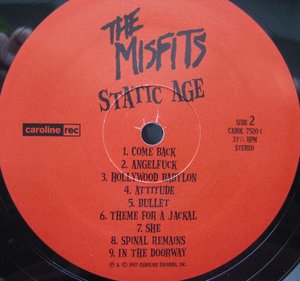 THE
MISFITS
STATIC AGE
caroline rec
SIDE 2
CAROL 7520-1
33⅓ RPM
STEREO
1. COME BACK
2. ANGELFUCK
3. HOLLYWOOD BABYLON
4. ATTITUDE
5. BULLET
6. THEME FOR A JACKAL
7. SHE
8. SPINAL REMAINS
9. IN THE DOORWAY
℗ & © 1997 CAROLINE RECORDS, INC.